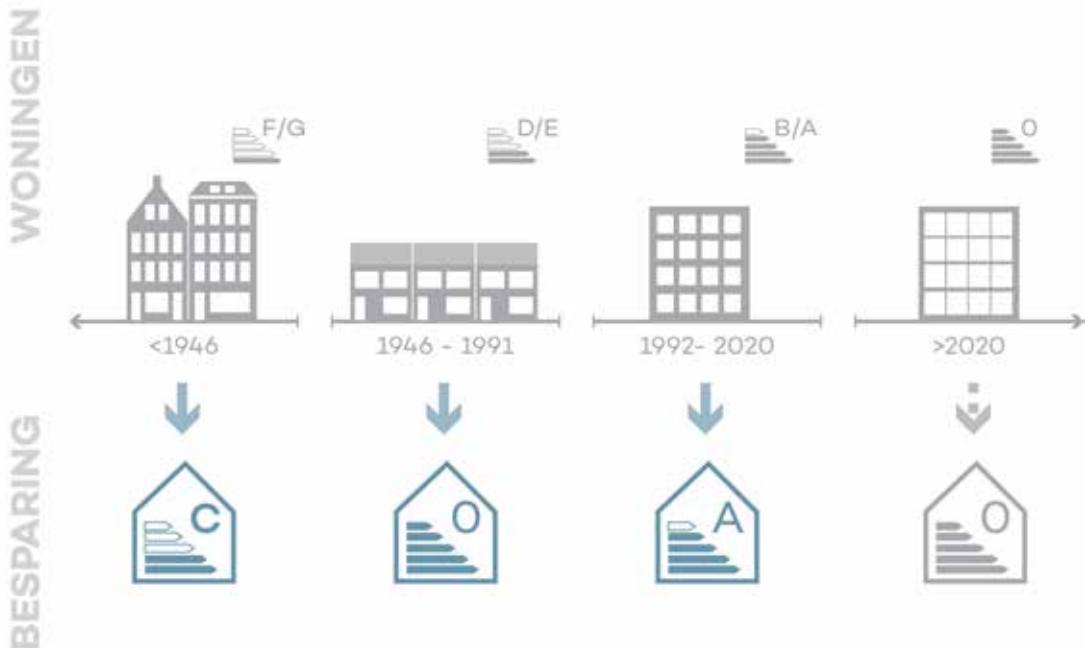 WONINGEN
F/G
D/E
B/A
0
<1946
1946 - 1991
1992- 2020
>2020
BESPARING
C
0
A
0